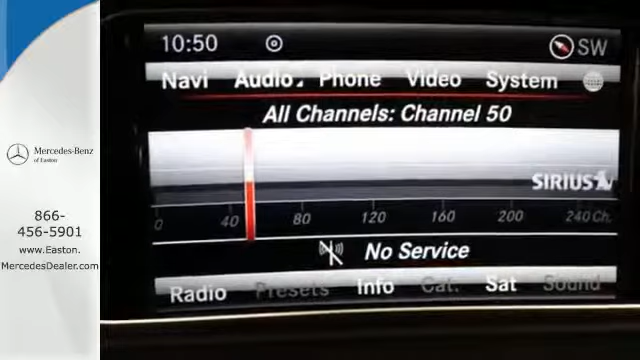 Mercedes-Benz
of Easton
866-
456-5901
www.Easton.
MercedesDealer.com
10:50 SW
Navi Audio Phone Video System
All Channels: Channel 50
SIRIUS
0 40 80 120 160 200 240 Ch.
No Service
Radio Presets Info Cat. Sat Sound